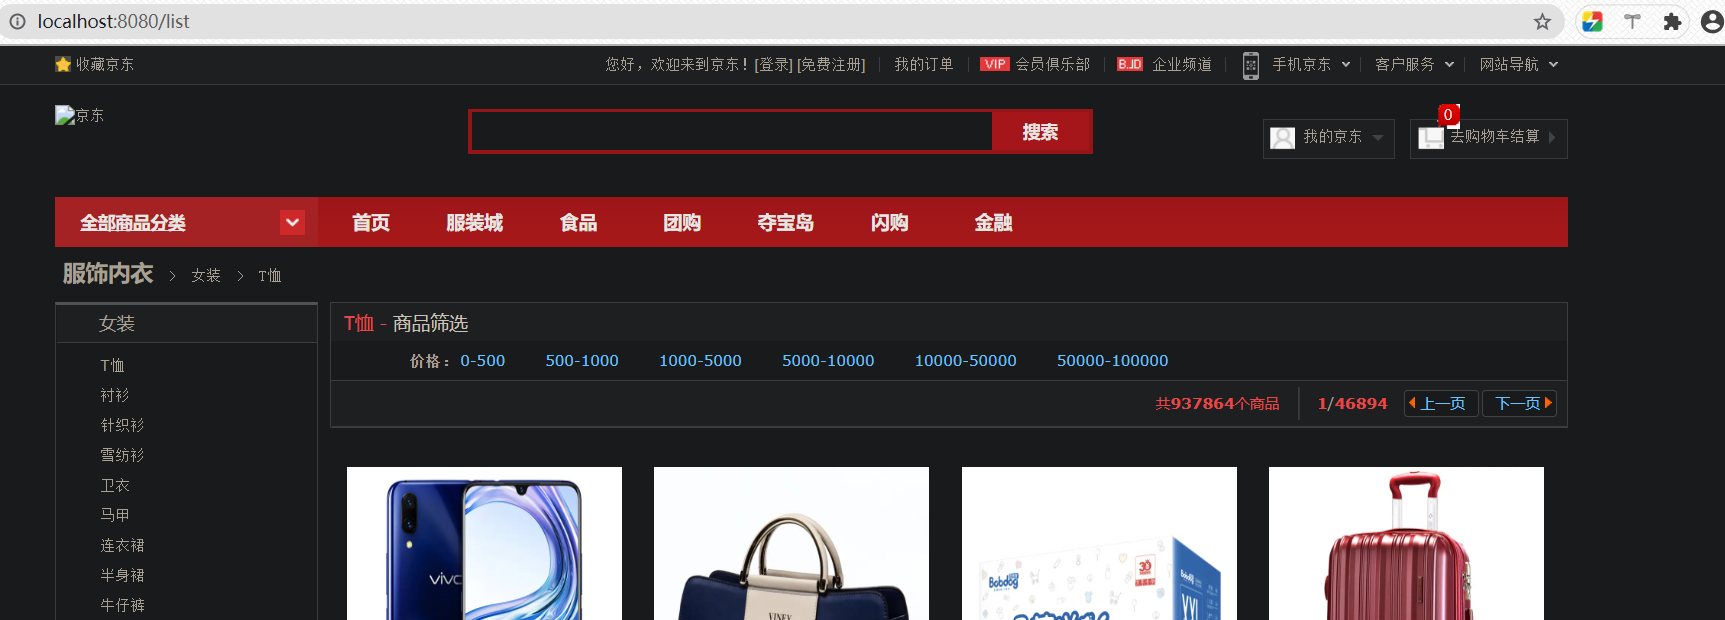 localhost:8080/list
收藏京东
您好，欢迎来到京东！[登录] [免费注册]
我的订单
VIP 会员俱乐部
B.JD 企业频道
手机京东
客户服务
网站导航
京东
搜索
我的京东
0
去购物车结算
全部商品分类
首页
服装城
食品
团购
夺宝岛
闪购
金融
服饰内衣 > 女装 > T恤
女装
T恤
衬衫
针织衫
雪纺衫
卫衣
马甲
连衣裙
半身裙
牛仔裤
T恤 - 商品筛选
价格： 0-500 500-1000 1000-5000 5000-10000 10000-50000 50000-100000
共937864个商品
1/46894
上一页
下一页
vivo
VINEY
Bobdog
30
Bobdog
XXL